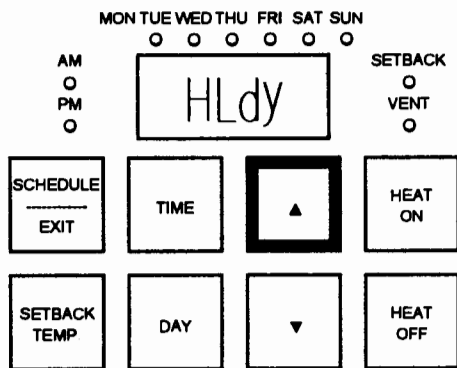 MON TUE WED THU FRI SAT SUN
AM
PM
HLdy
SETBACK
VENT
SCHEDULE
EXIT
TIME
▲
HEAT
ON
SETBACK
TEMP
DAY
▼
HEAT
OFF